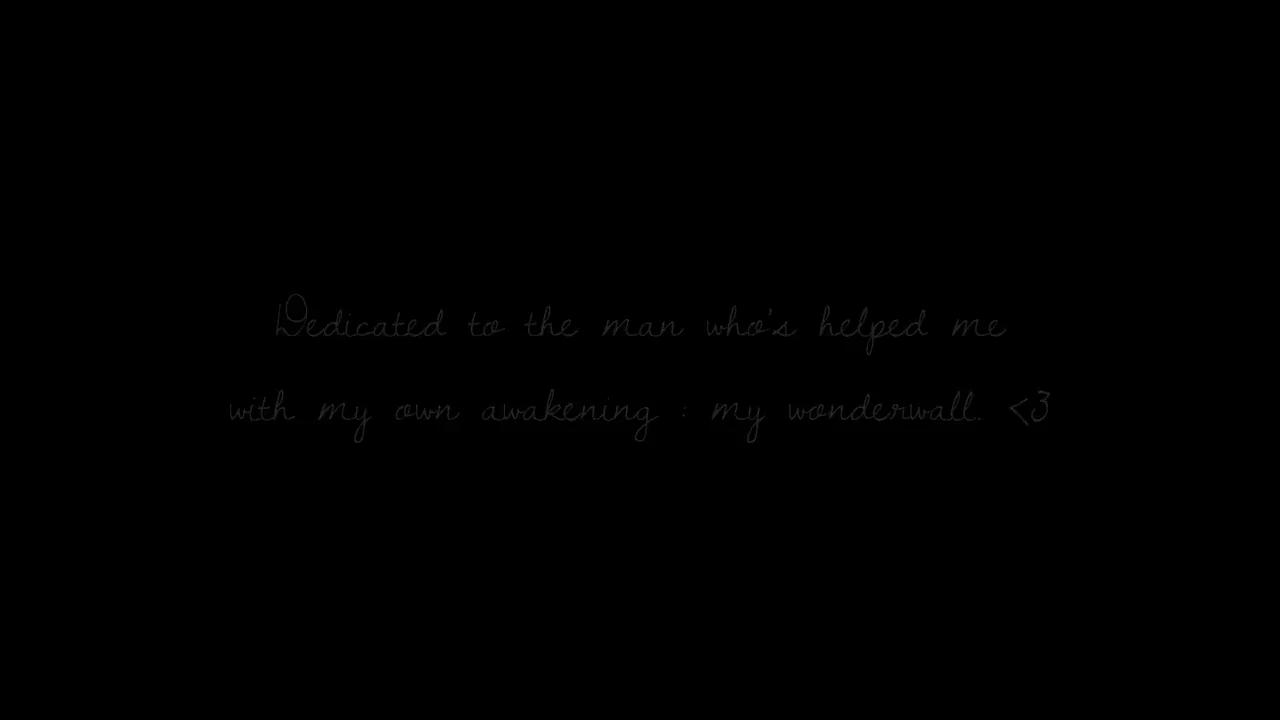 Dedicated to the man who's helped me
with my own awakening : my wonderwall. <3